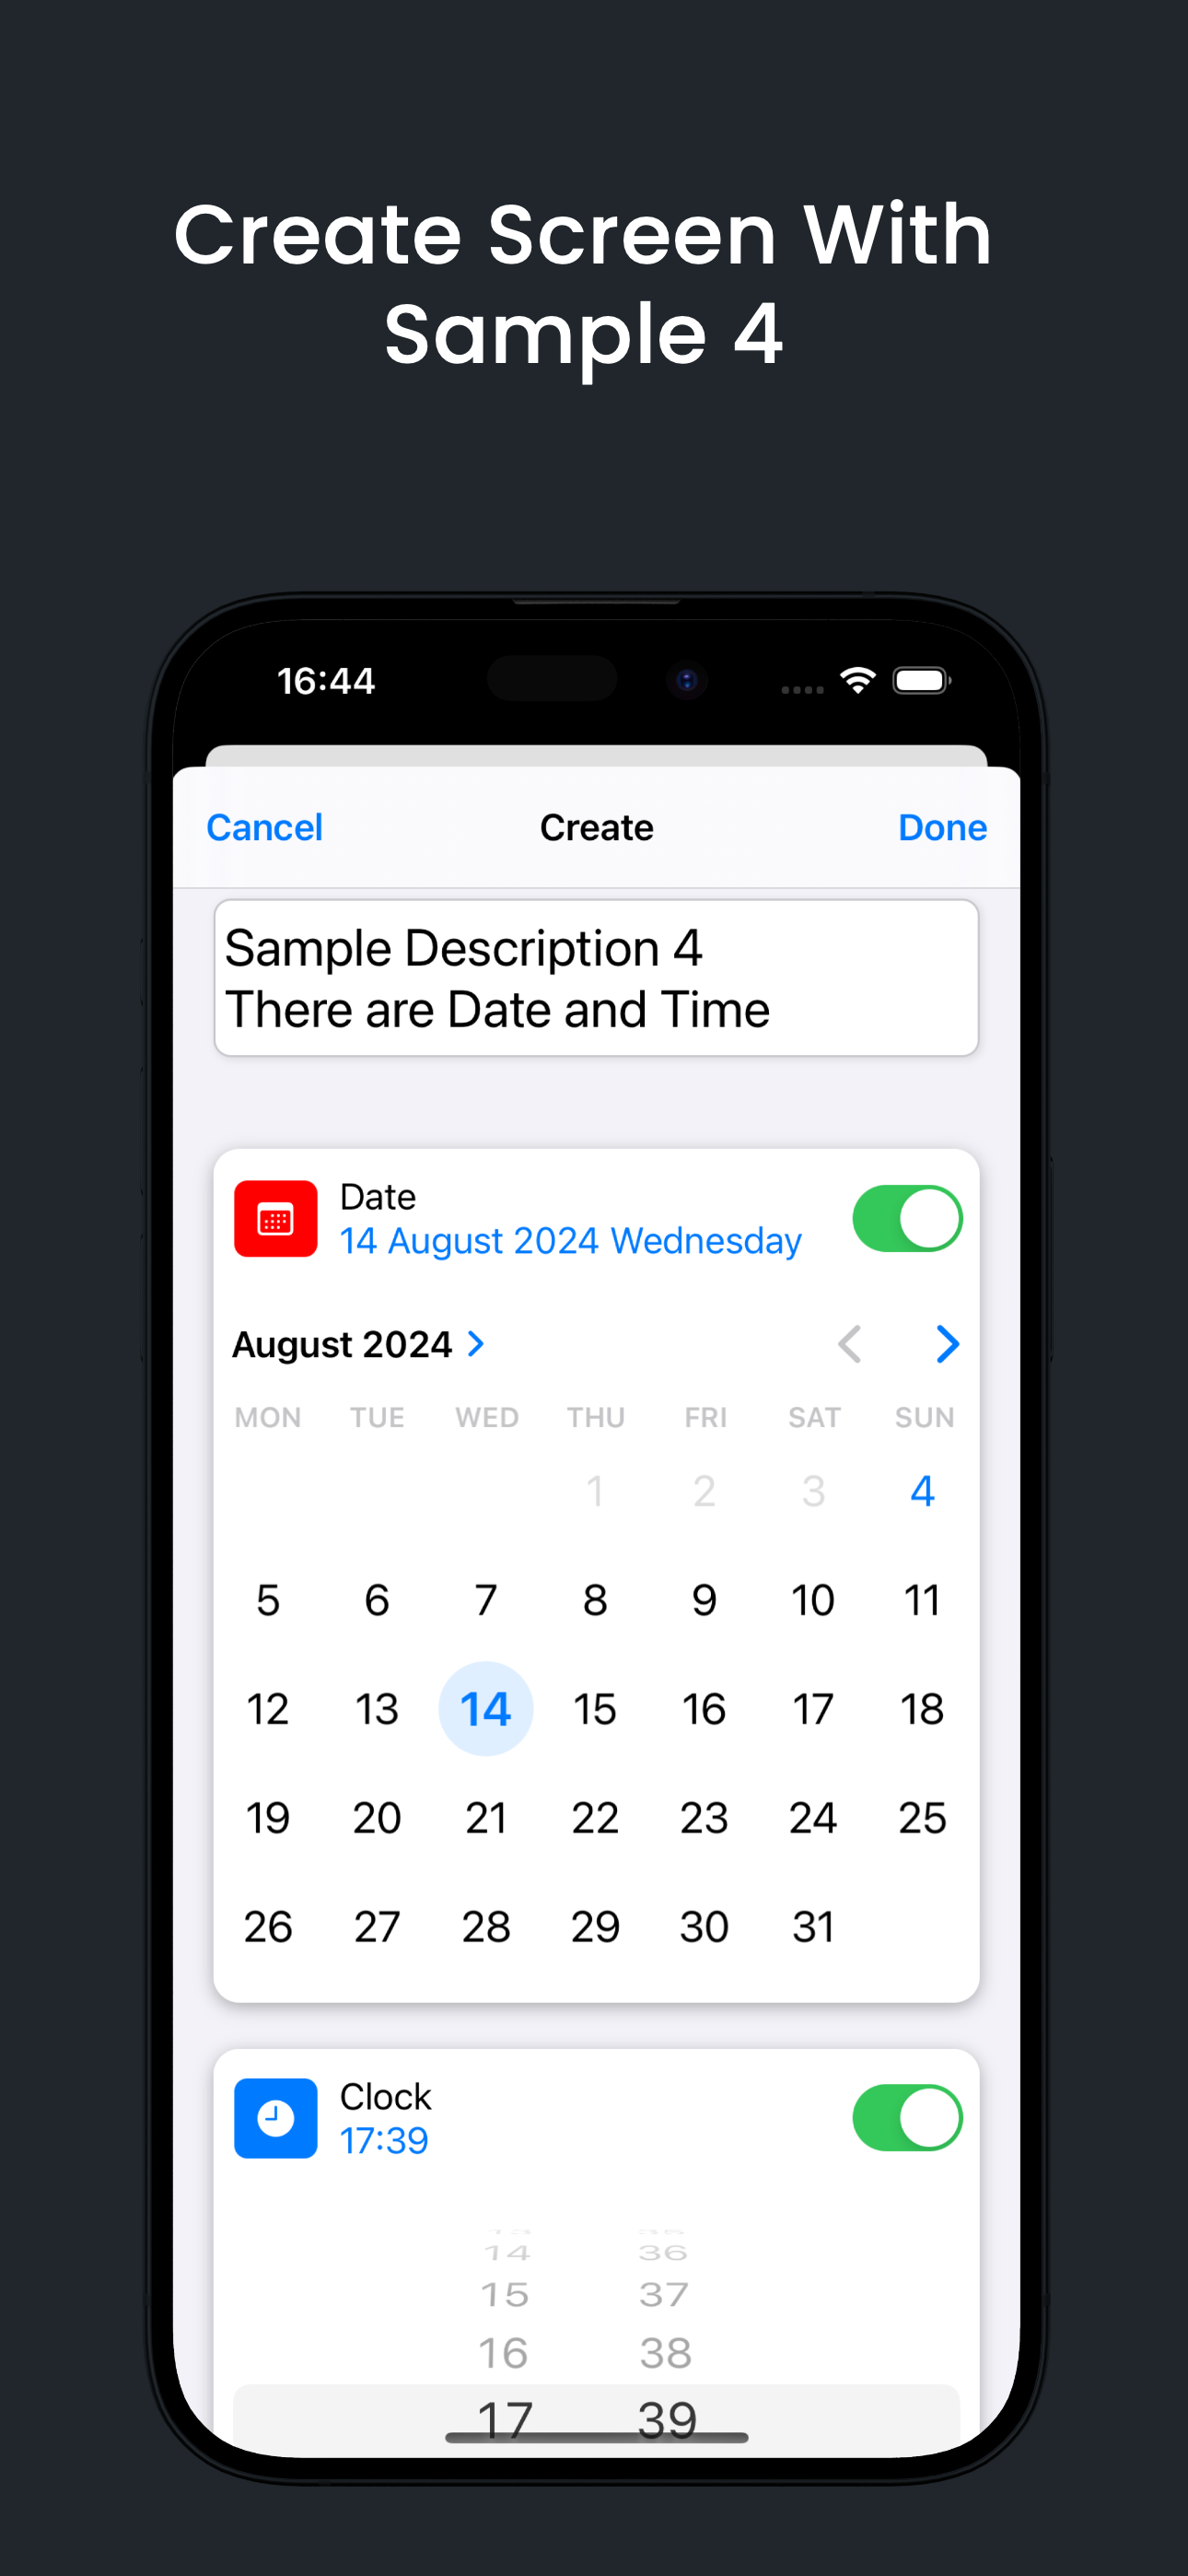 Create Screen With
Sample 4
16:44
Cancel Create Done
Sample Description 4
There are Date and Time
Date
14 August 2024 Wednesday
August 2024
MON TUE WED THU FRI SAT SUN
1 2 3 4
5 6 7 8 9 10 11
12 13 14 15 16 17 18
19 20 21 22 23 24 25
26 27 28 29 30 31
Clock
17:39
14 36
15 37
16 38
17 39